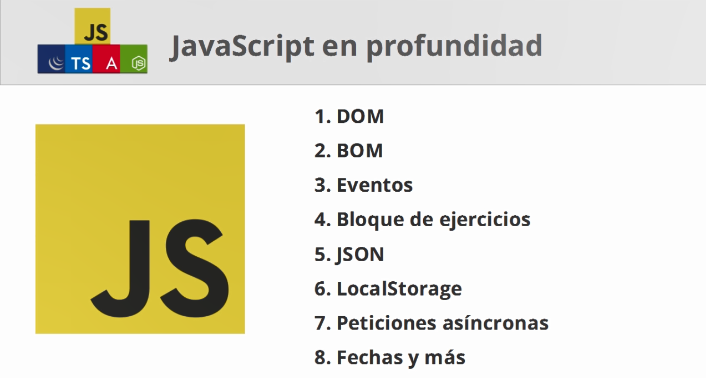 JS
TS A JS
JavaScript en profundidad
JS
1. DOM
2. BOM
3. Eventos
4. Bloque de ejercicios
5. JSON
6. LocalStorage
7. Peticiones asíncronas
8. Fechas y más